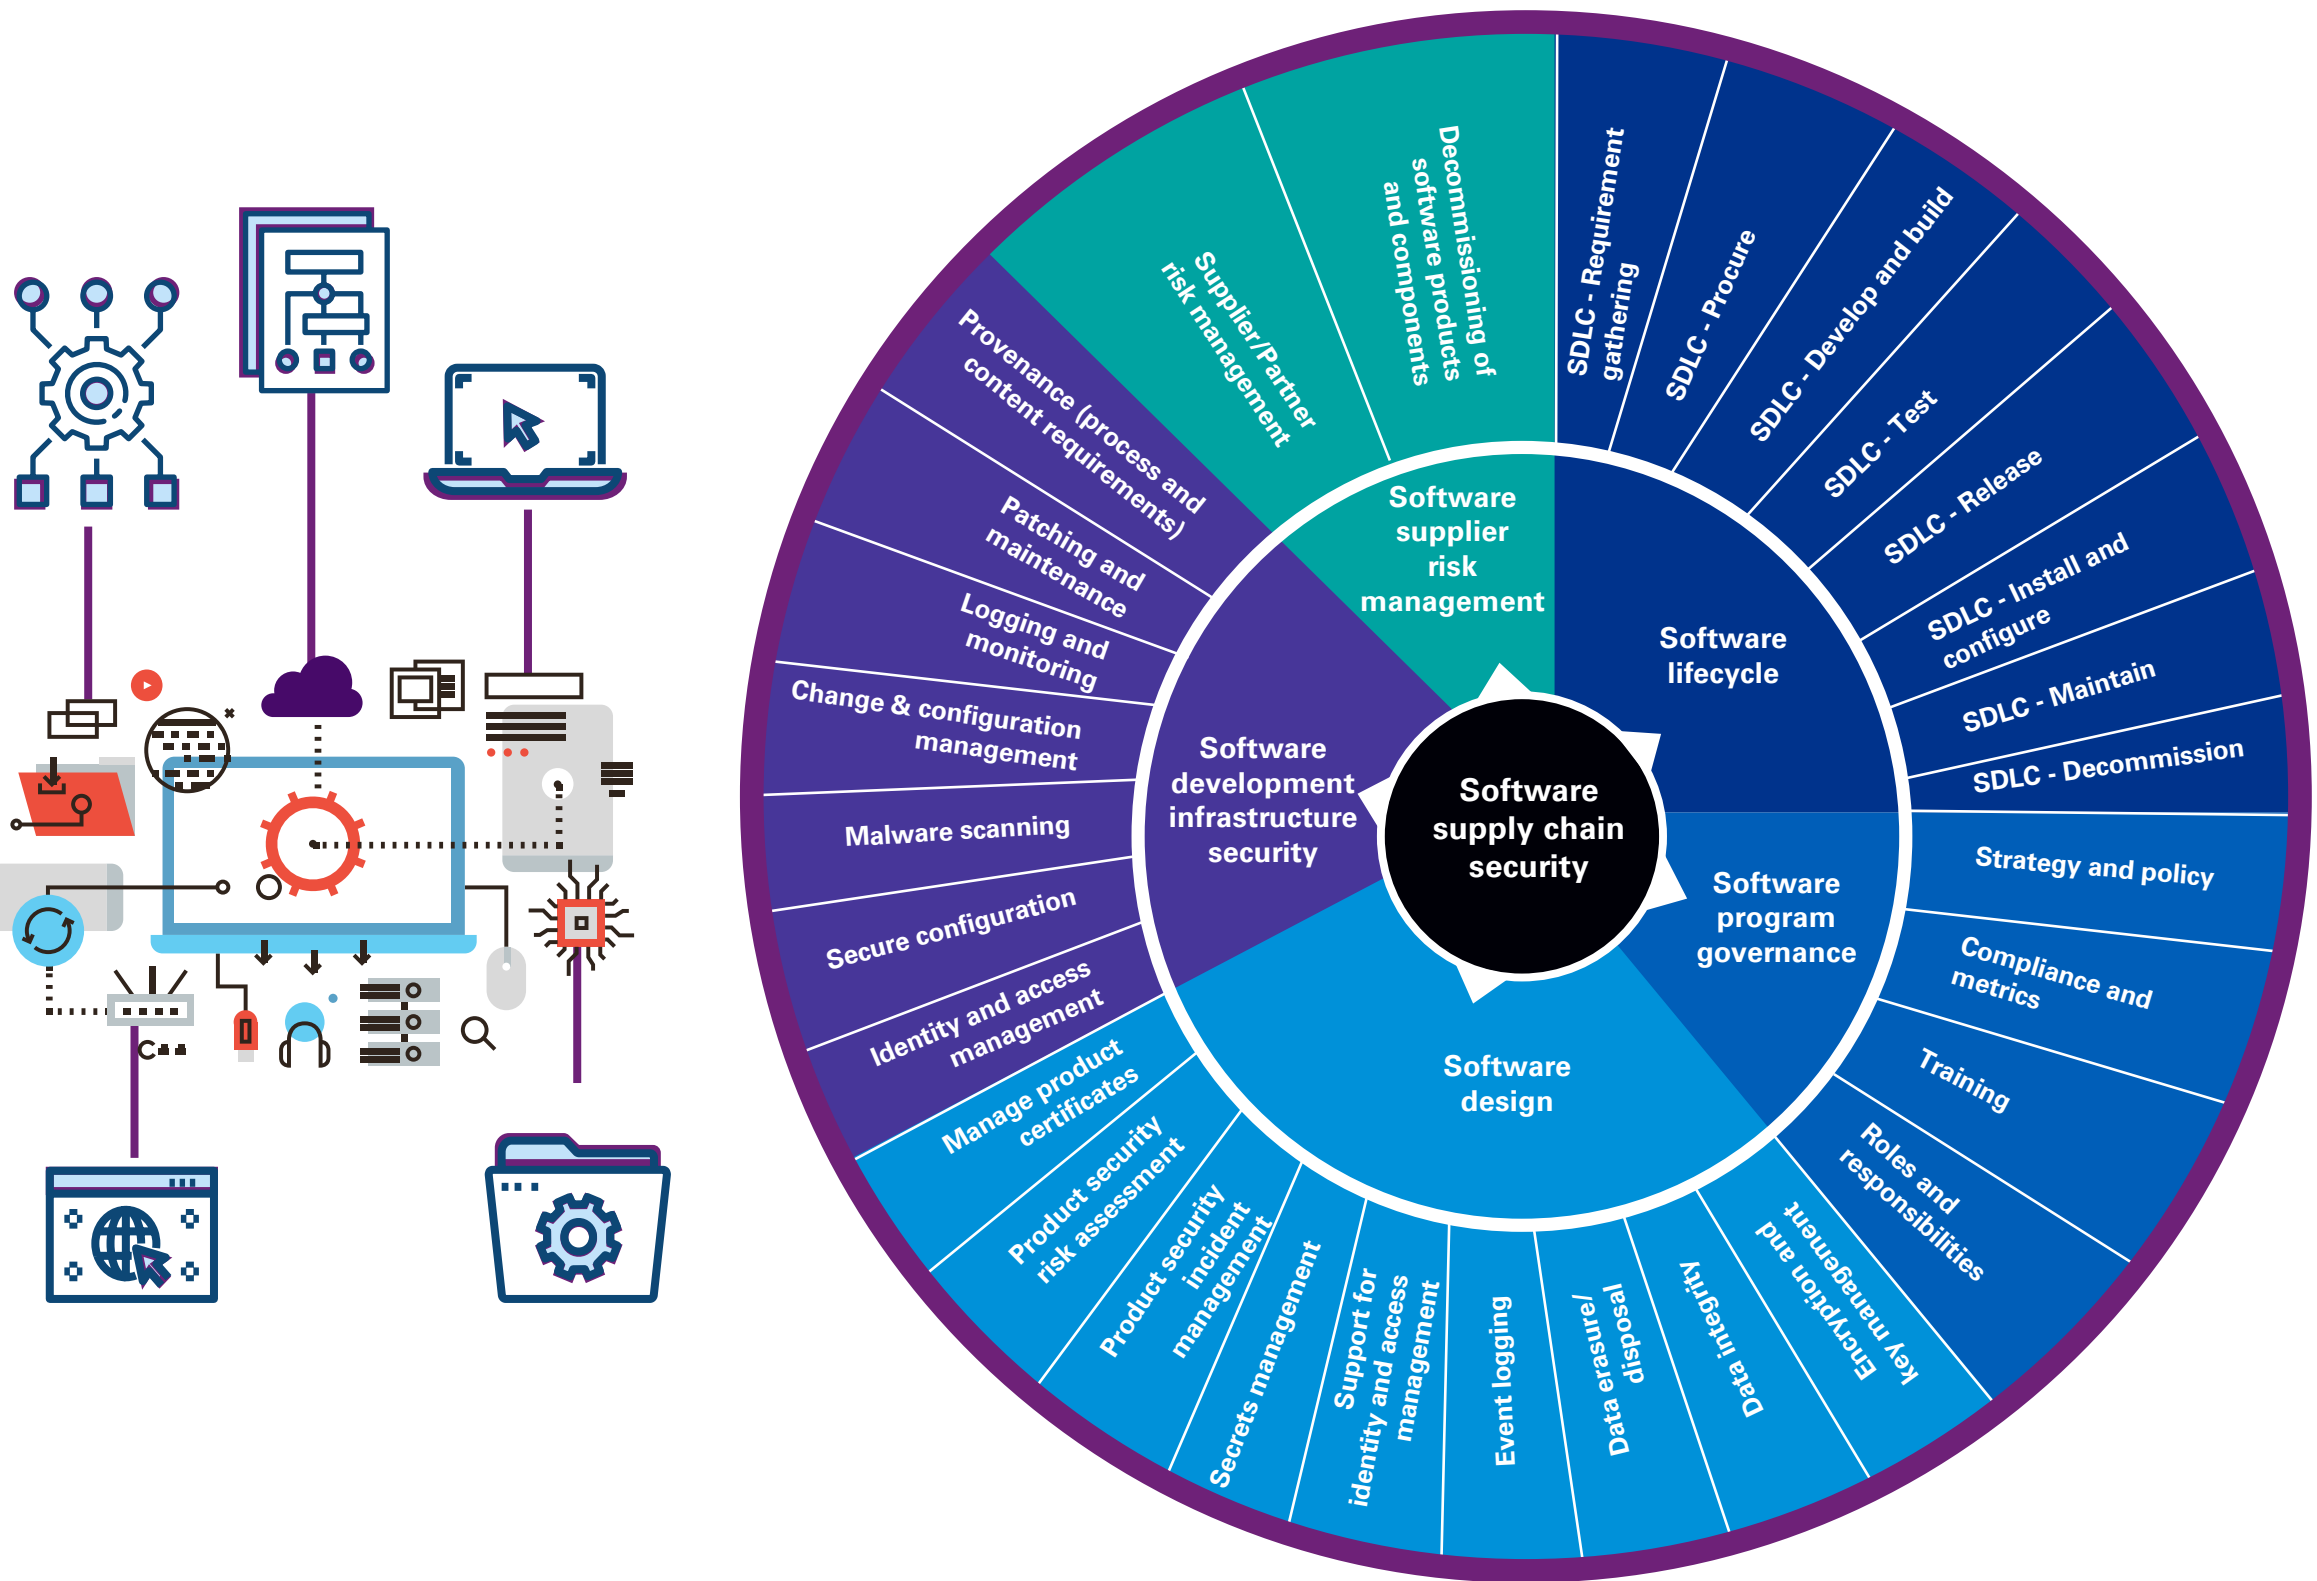 Software
supply chain
security
Software
lifecycle
SDLC - Requirement
gathering
SDLC - Procure
SDLC - Develop and build
SDLC - Test
SDLC - Release
SDLC - Install and
configure
SDLC - Maintain
SDLC - Decommission
Software
program
governance
Strategy and policy
Compliance and
metrics
Training
Roles and
responsibilities
Software
design
Encryption and
key management
Data integrity
Data erasure/
disposal
Event logging
Support for
identity and access
management
Secrets management
Product security
incident
management
Product security
risk assessment
Manage product
certificates
Software
development
infrastructure
security
Identity and access
management
Secure configuration
Malware scanning
Change & configuration
management
Logging and
monitoring
Patching and
maintenance
Provenance (process and
content requirements)
Software
supplier
risk
management
Supplier/Partner
risk management
Decommissioning of
software products
and components